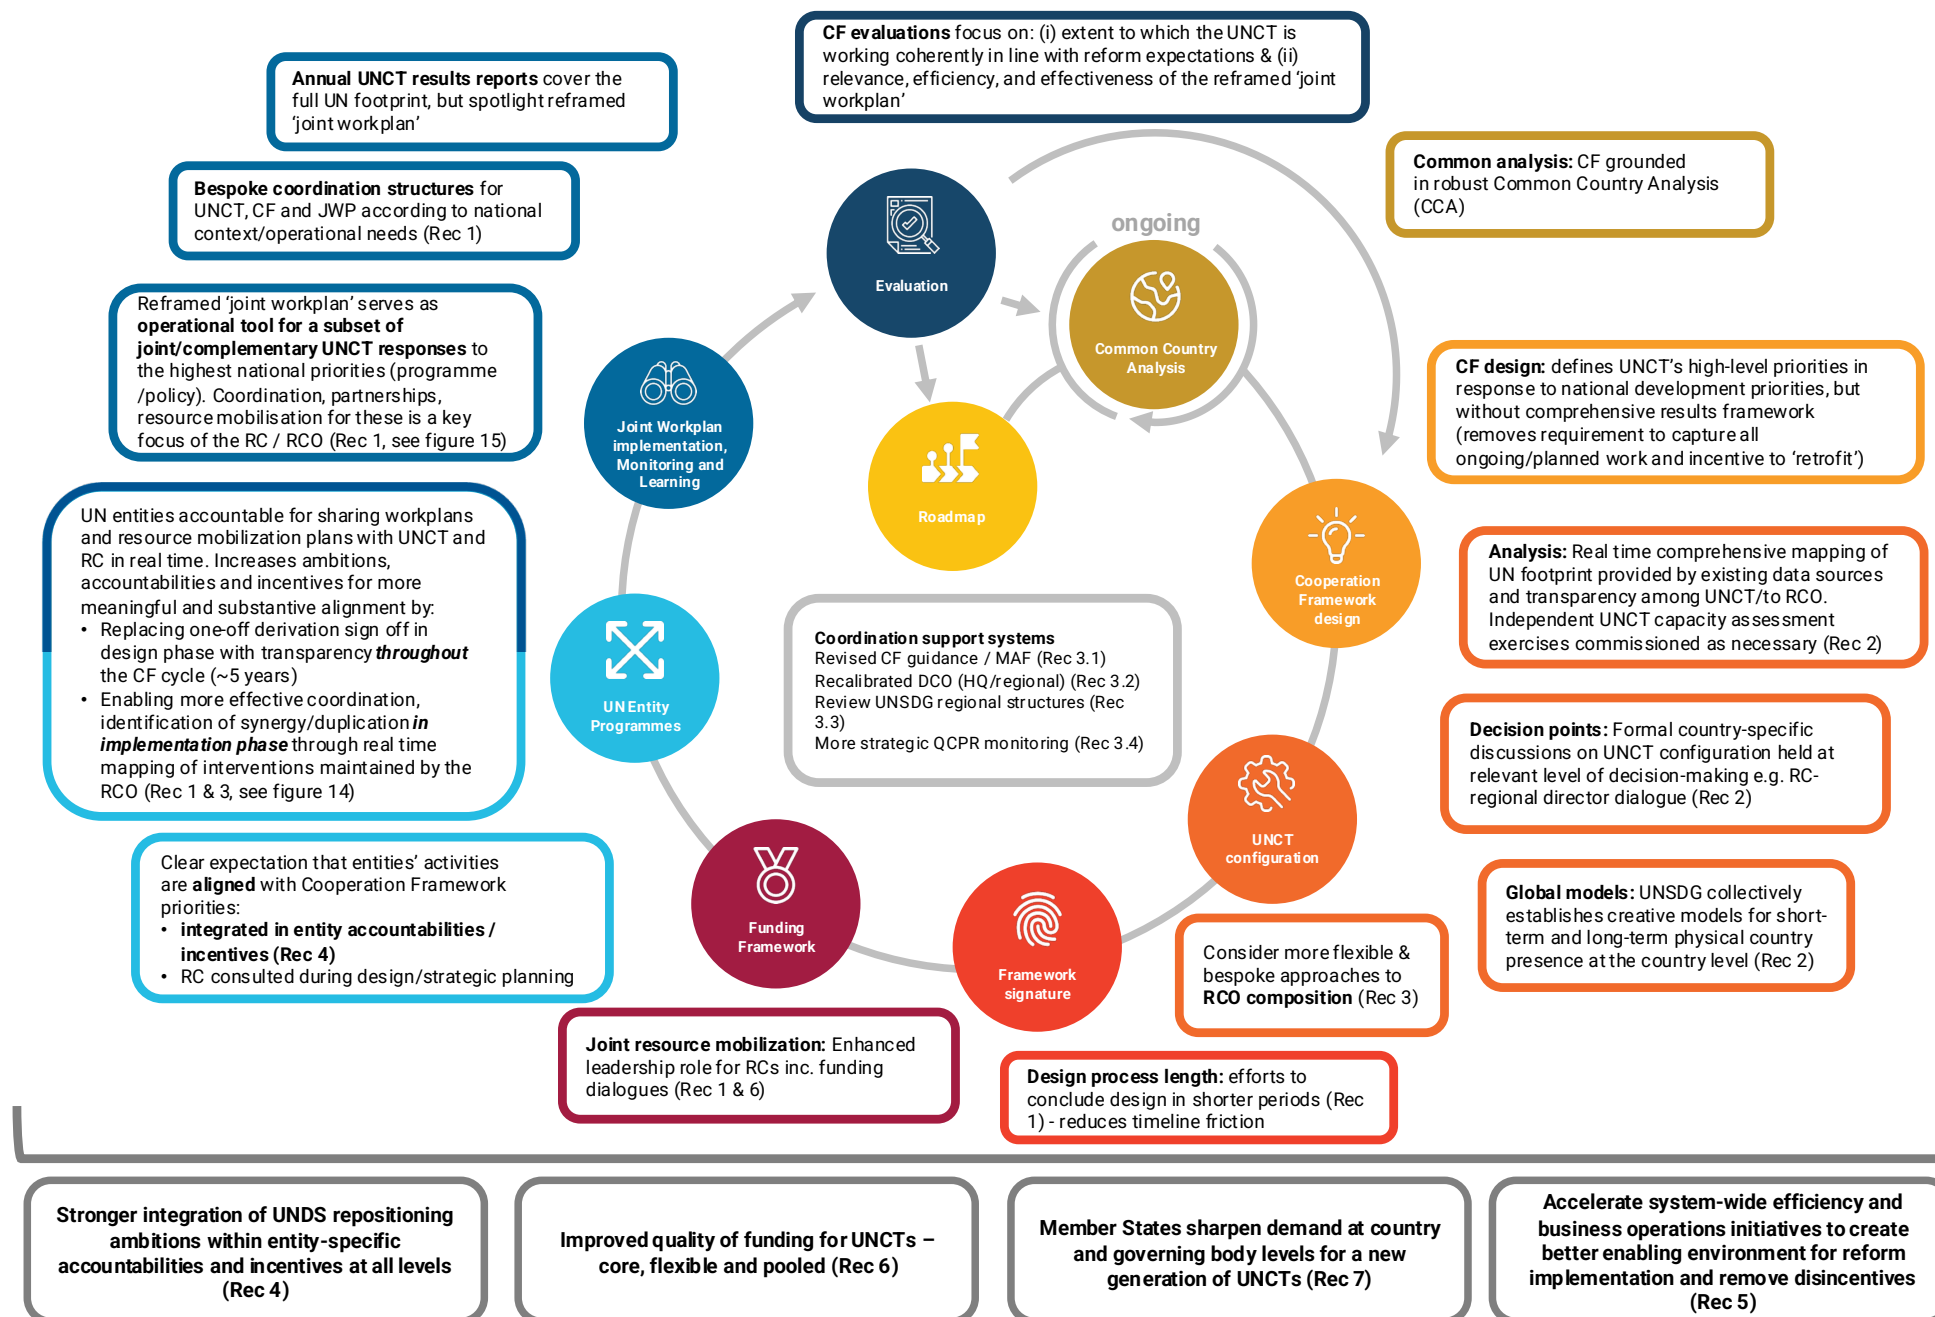 CF evaluations focus on: (i) extent to which the UNCT is
working coherently in line with reform expectations & (ii)
relevance, efficiency, and effectiveness of the reframed ‘joint
workplan’
Annual UNCT results reports cover the
full UN footprint, but spotlight reframed
‘joint workplan’
Common analysis: CF grounded
in robust Common Country Analysis
(CCA)
Bespoke coordination structures for
UNCT, CF and JWP according to national
context/operational needs (Rec 1)
Evaluation
ongoing
Common Country
Analysis
Reframed ‘joint workplan’ serves as
operational tool for a subset of
joint/complementary UNCT responses to
the highest national priorities (programme
/policy). Coordination, partnerships,
resource mobilisation for these is a key
focus of the RC / RCO (Rec 1, see figure 15)
Joint Workplan
implementation,
Monitoring and
Learning
Roadmap
CF design: defines UNCT’s high-level priorities in
response to national development priorities, but
without comprehensive results framework
(removes requirement to capture all
ongoing/planned work and incentive to ‘retrofit’)
UN entities accountable for sharing workplans
and resource mobilization plans with UNCT and
RC in real time. Increases ambitions,
accountabilities and incentives for more
meaningful and substantive alignment by:
• Replacing one-off derivation sign off in
design phase with transparency throughout
the CF cycle (~5 years)
• Enabling more effective coordination,
identification of synergy/duplication in
implementation phase through real time
mapping of interventions maintained by the
RCO (Rec 1 & 3, see figure 14)
Cooperation
Framework
design
Analysis: Real time comprehensive mapping of
UN footprint provided by existing data sources
and transparency among UNCT/to RCO.
Independent UNCT capacity assessment
exercises commissioned as necessary (Rec 2)
UN Entity
Programmes
Coordination support systems
Revised CF guidance / MAF (Rec 3.1)
Recalibrated DCO (HQ/regional) (Rec 3.2)
Review UNSDG regional structures (Rec
3.3)
More strategic QCPR monitoring (Rec 3.4)
Decision points: Formal country-specific
discussions on UNCT configuration held at
relevant level of decision-making e.g. RC-
regional director dialogue (Rec 2)
UNCT
configuration
Clear expectation that entities’ activities
are aligned with Cooperation Framework
priorities:
• integrated in entity accountabilities /
incentives (Rec 4)
• RC consulted during design/strategic planning
Funding
Framework
Framework
signature
Global models: UNSDG collectively
establishes creative models for short-
term and long-term physical country
presence at the country level (Rec 2)
Consider more flexible &
bespoke approaches to
RCO composition (Rec 3)
Joint resource mobilization: Enhanced
leadership role for RCs inc. funding
dialogues (Rec 1 & 6)
Design process length: efforts to
conclude design in shorter periods (Rec
1) - reduces timeline friction
Stronger integration of UNDS repositioning
ambitions within entity-specific
accountabilities and incentives at all levels
(Rec 4)
Improved quality of funding for UNCTs –
core, flexible and pooled (Rec 6)
Member States sharpen demand at country
and governing body levels for a new
generation of UNCTs (Rec 7)
Accelerate system-wide efficiency and
business operations initiatives to create
better enabling environment for reform
implementation and remove disincentives
(Rec 5)